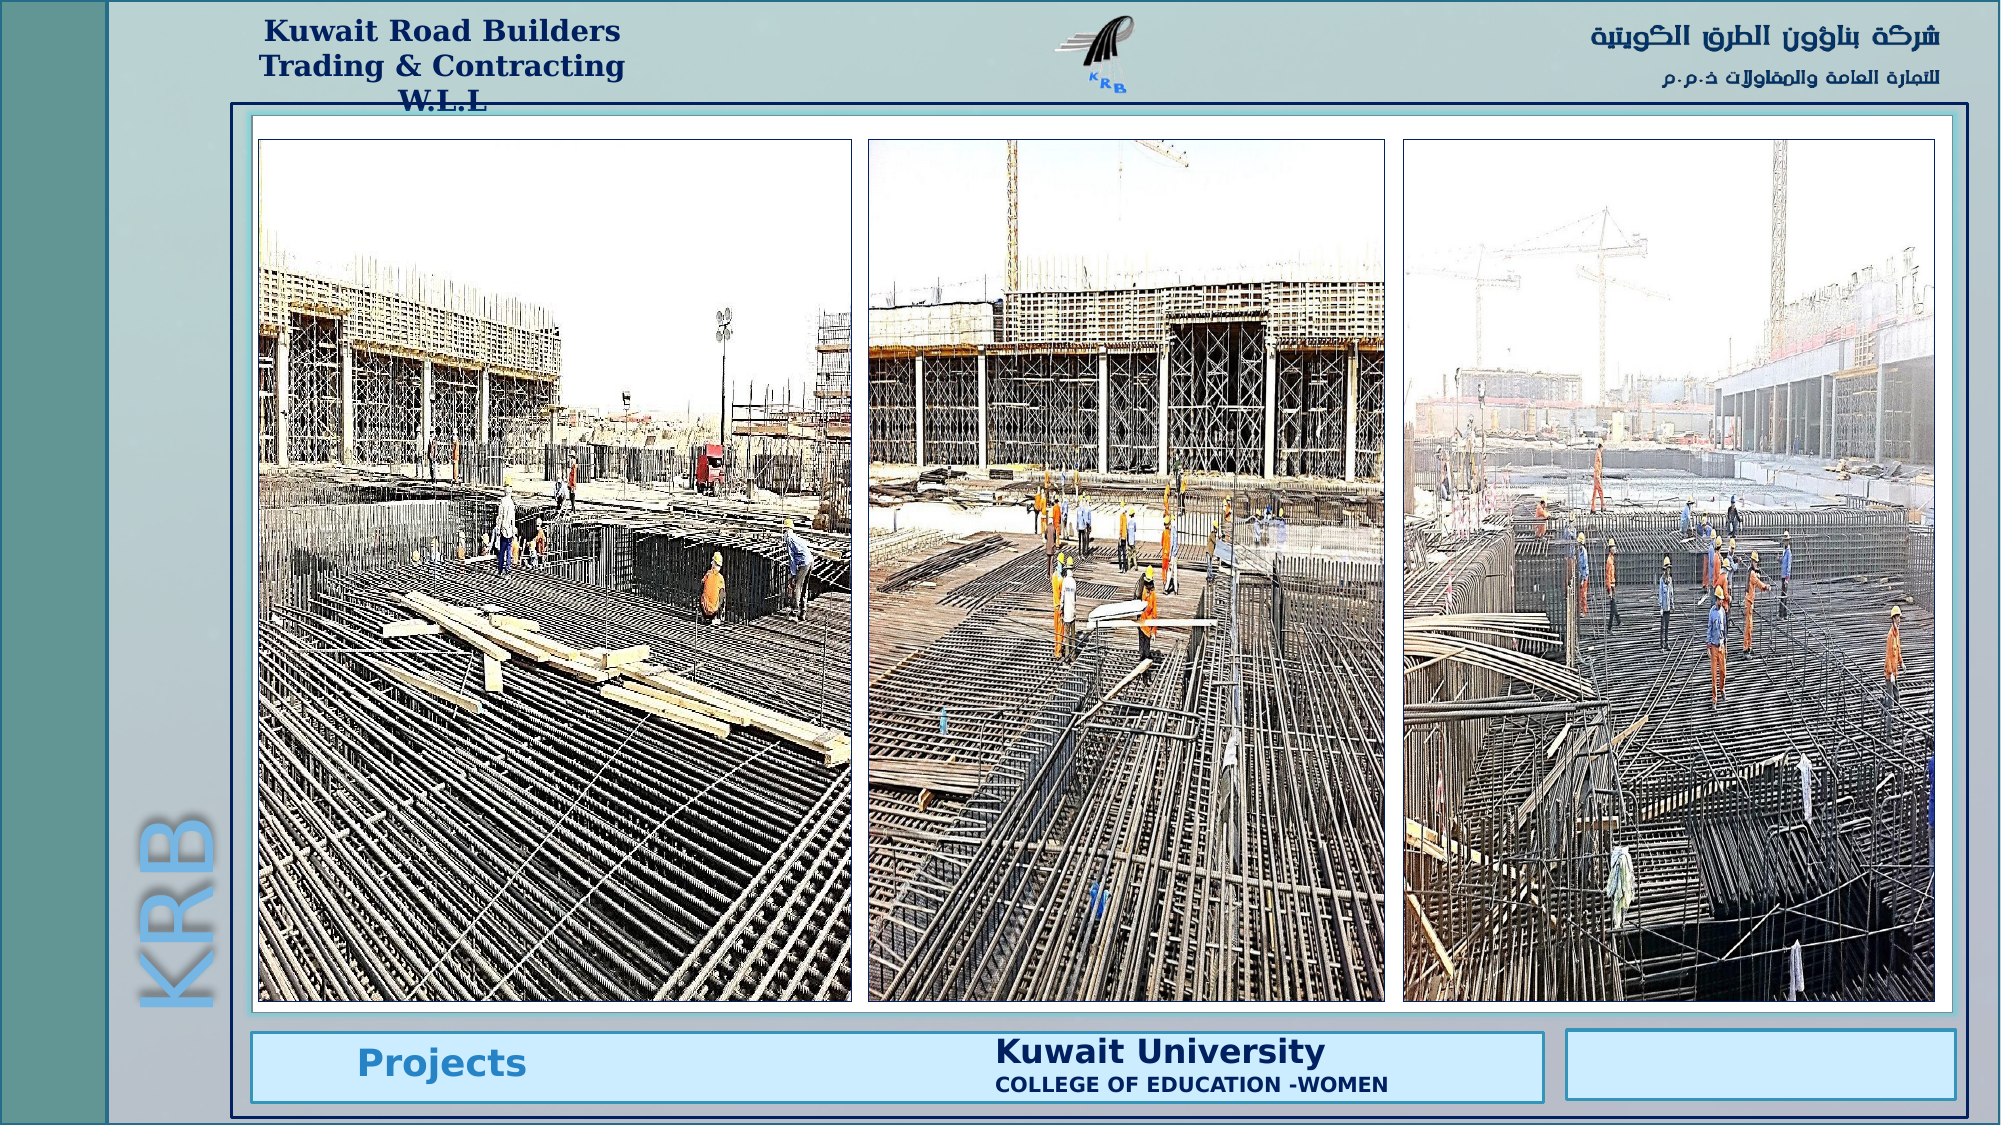 Kuwait Road Builders
Trading & Contracting
W.L.L
KRB
شركة بناؤون الطرق الكويتية
للتجارة العامة والمقاولات ذ.م.م
KRB
Projects
Kuwait University
COLLEGE OF EDUCATION -WOMEN